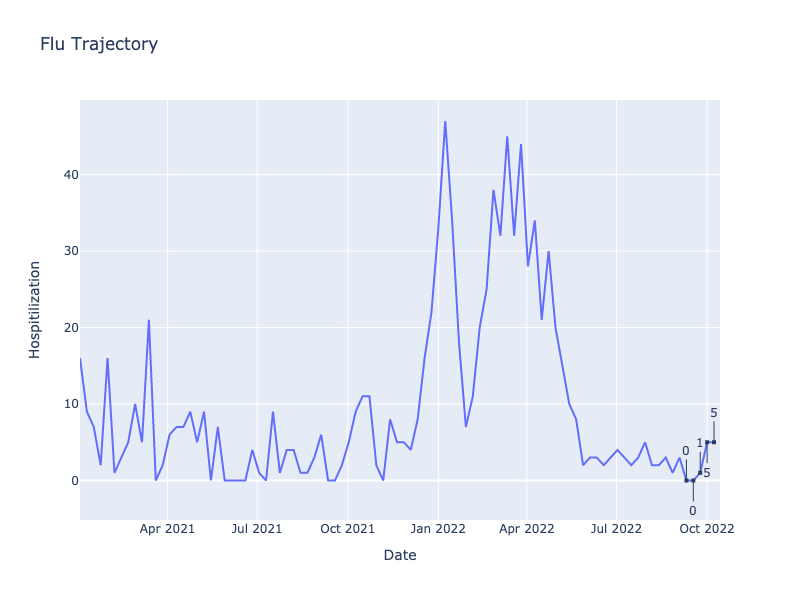 Flu Trajectory
Hospitilization
40
30
20
10
0
5
0
1
5
0
Apr 2021
Jul 2021
Oct 2021
Jan 2022
Apr 2022
Jul 2022
Oct 2022
Date